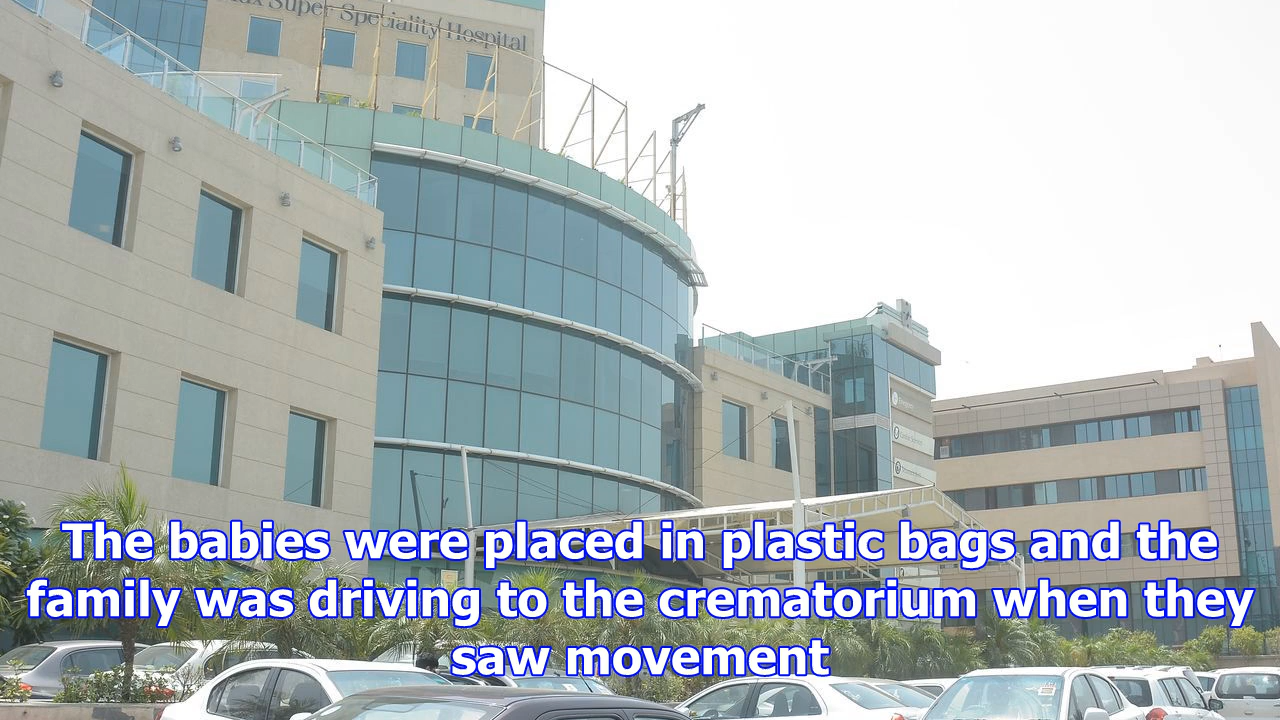 Super Speciality Hospital
The babies were placed in plastic bags and the
family was driving to the crematorium when they
saw movement